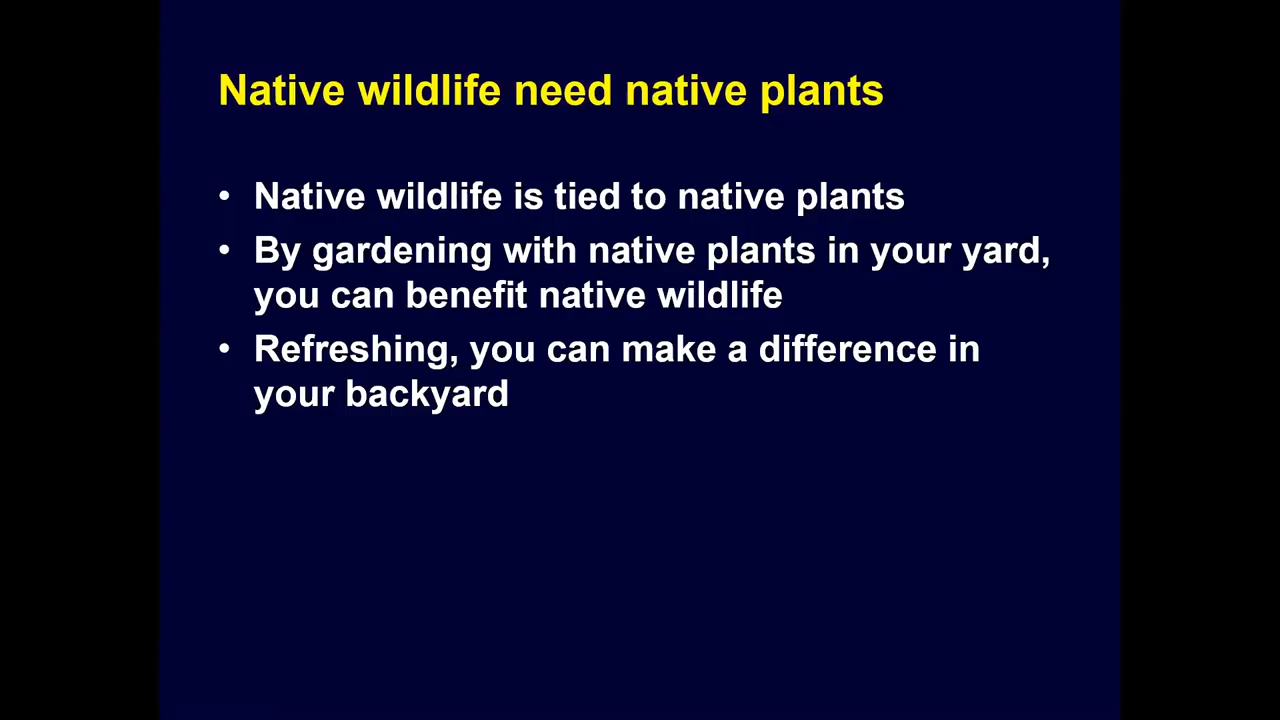 Native wildlife need native plants
• Native wildlife is tied to native plants
• By gardening with native plants in your yard,
you can benefit native wildlife
• Refreshing, you can make a difference in
your backyard